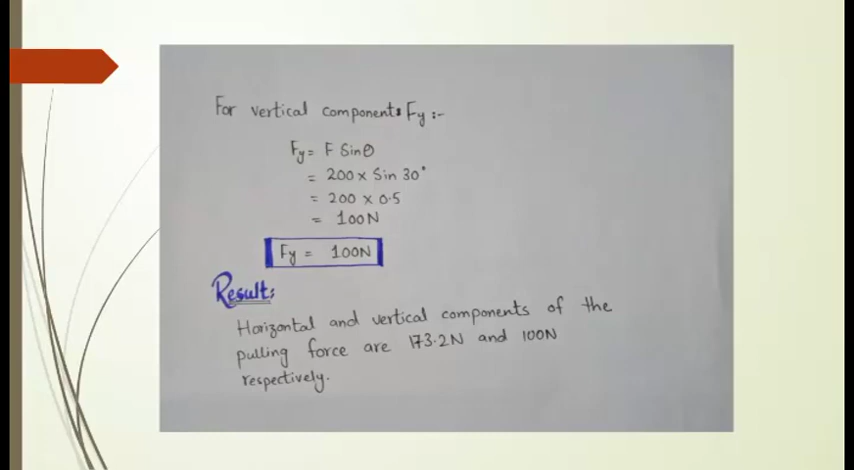 For vertical components Fy :-
Fy = F Sinθ
= 200 x Sin 30°
= 200 x 0.5
= 100N
Fy = 100N
Result:
Horizontal and vertical components of the
pulling force are 173.2N and 100N
respectively.